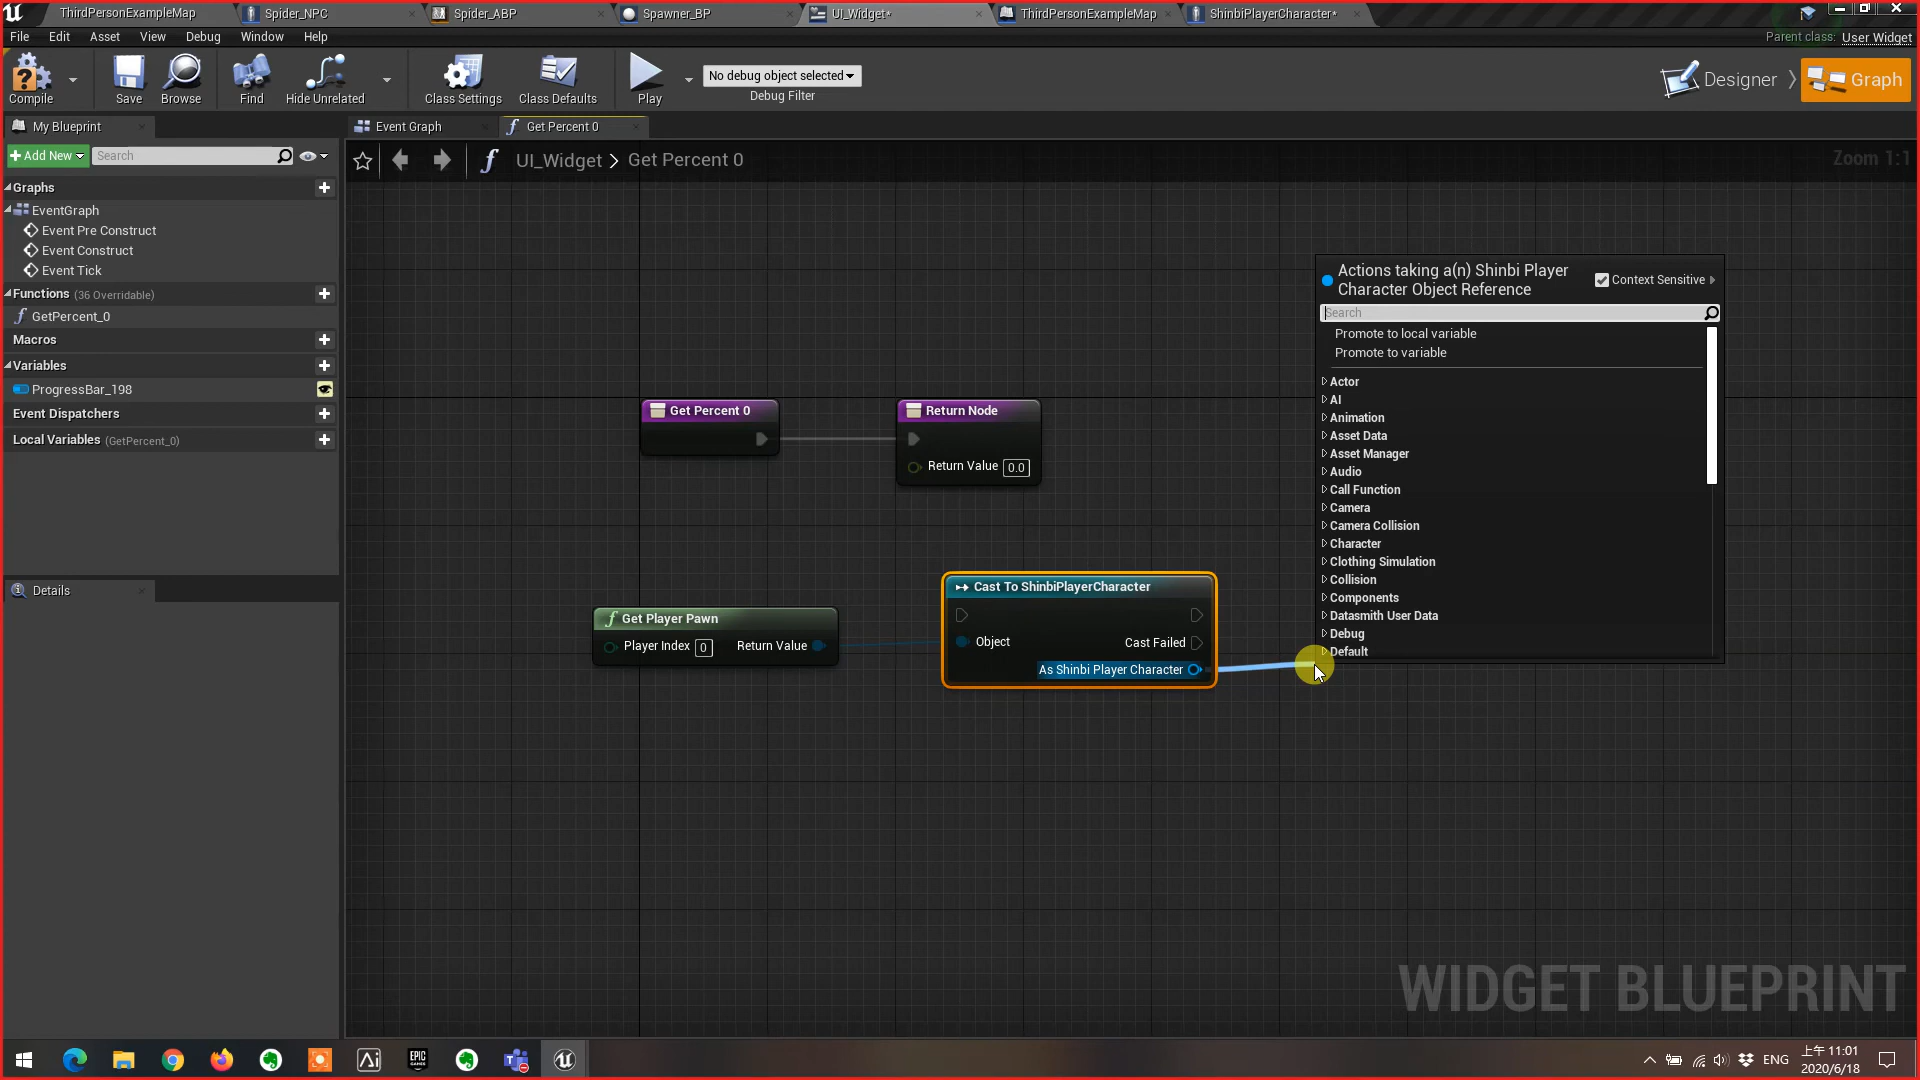 ThirdPersonExampleMap
Spider_NPC
Spider_ABP
Spawner_BP
UI_Widget*
ThirdPersonExampleMap
ShinbiPlayerCharacter*
File
Edit
Asset
View
Debug
Window
Help
Parent class:
User Widget
Compile
Save
Browse
Find
Hide Unrelated
Class Settings
Class Defaults
Play
No debug object selected
Debug Filter
Designer
Graph
My Blueprint
Event Graph
Get Percent 0
Add New
Search
UI_Widget > Get Percent 0
Zoom 1:1
Graphs
EventGraph
Event Pre Construct
Event Construct
Event Tick
Functions (36 Overridable)
GetPercent_0
Macros
Variables
ProgressBar_198
Event Dispatchers
Local Variables (GetPercent_0)
Details
Get Percent 0
Return Node
Return Value 0.0
Get Player Pawn
Player Index 0
Return Value
Cast To ShinbiPlayerCharacter
Object
Cast Failed
As Shinbi Player Character
Actions taking a(n) Shinbi Player
Character Object Reference
Context Sensitive
Search
Promote to local variable
Promote to variable
Actor
AI
Animation
Asset Data
Asset Manager
Audio
Call Function
Camera
Camera Collision
Character
Clothing Simulation
Collision
Components
Datasmith User Data
Debug
Default
WIDGET BLUEPRINT
EPIC
GAMES
ENG
上午 11:01
2020/6/18